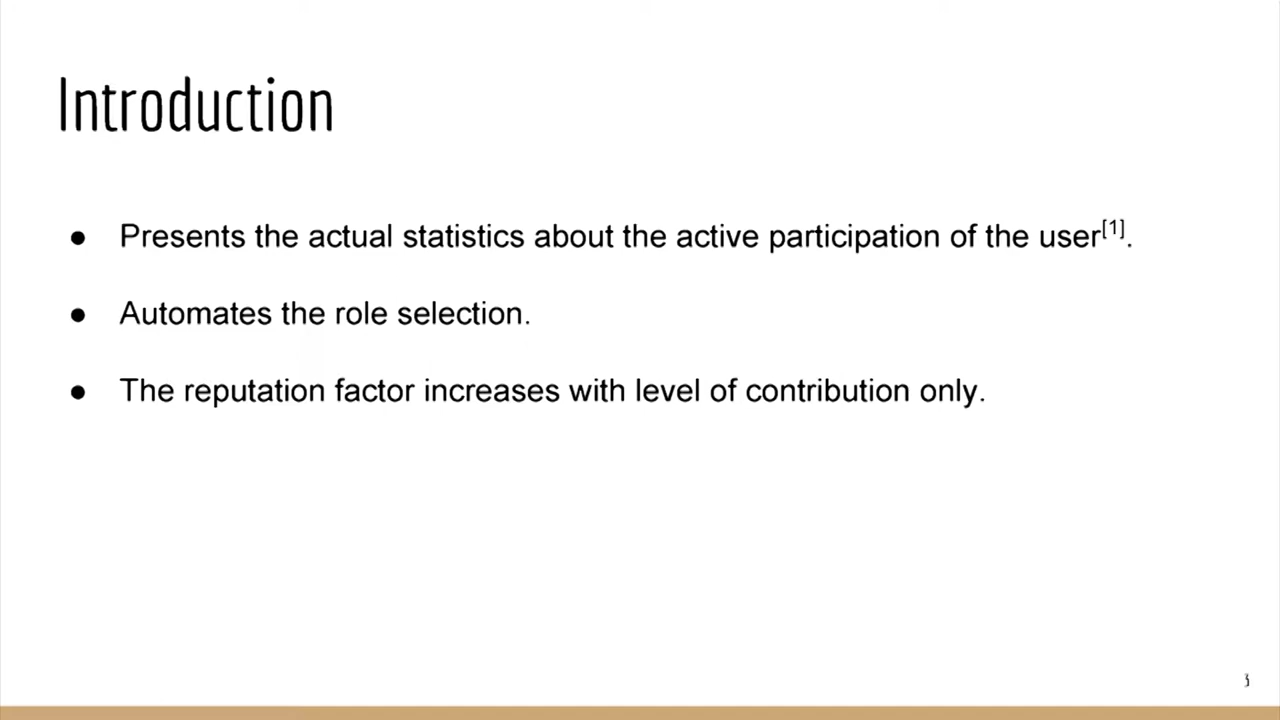 Introduction
● Presents the actual statistics about the active participation of the user[1].
● Automates the role selection.
● The reputation factor increases with level of contribution only.
3